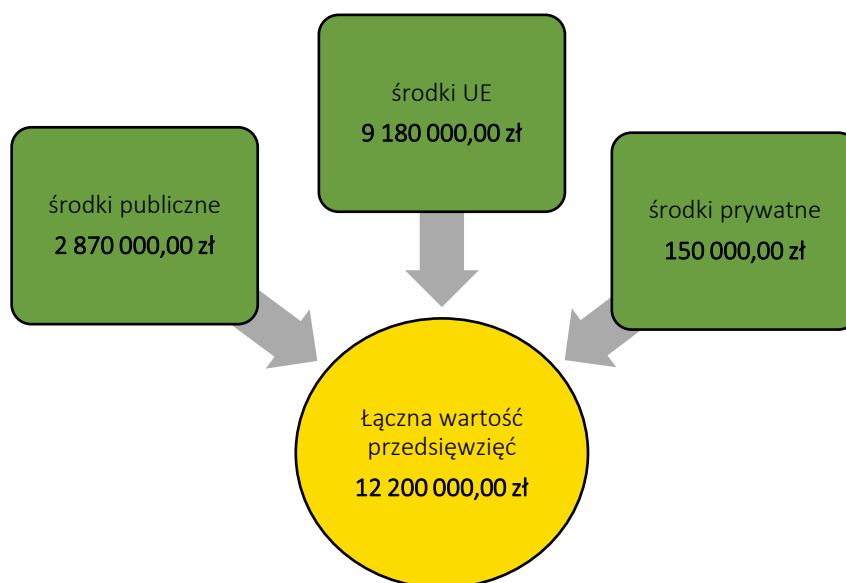 środki UE
9 180 000,00 zł
środki publiczne
2 870 000,00 zł
środki prywatne
150 000,00 zł
Łączna wartość
przedsięwzięć
12 200 000,00 zł